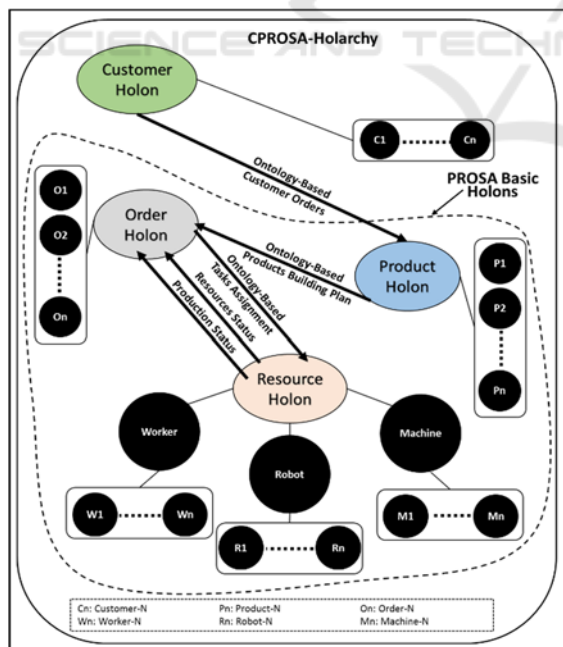 SCIENCE AND TECHN
CPROSA-Holarchy
Customer
Holon
C1
Cn
Ontology-Based
Customer Orders
PROSA Basic
Holons
O1
O2
On
Order
Holon
Ontology-Based
Products Building Plan
Product
Holon
P1
P2
Pn
Ontology-Based
Tasks Assignment
Resources Status
Production Status
Resource
Holon
Worker
Robot
Machine
W1
Wn
R1
Rn
M1
Mn
Cn: Customer-N
Pn: Product-N
On: Order-N
Wn: Worker-N
Rn: Robot-N
Mn: Machine-N